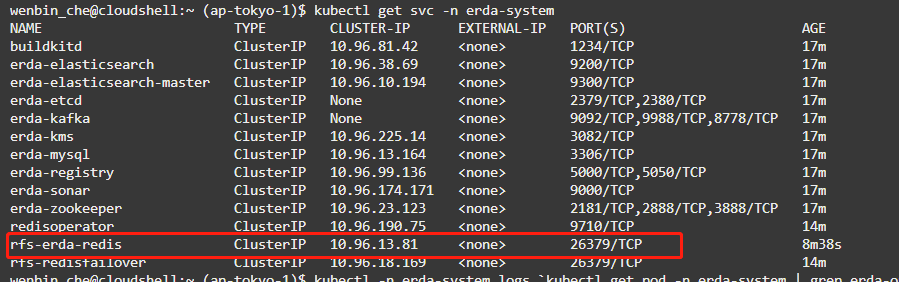 wenbin_che@cloudshell:~ (ap-tokyo-1)$ kubectl get svc -n erda-system
NAME TYPE CLUSTER-IP EXTERNAL-IP PORT(S) AGE
buildkitd ClusterIP 10.96.81.42 <none> 1234/TCP 17m
erda-elasticsearch ClusterIP 10.96.38.69 <none> 9200/TCP 17m
erda-elasticsearch-master ClusterIP 10.96.10.194 <none> 9300/TCP 17m
erda-etcd ClusterIP None <none> 2379/TCP,2380/TCP 17m
erda-kafka ClusterIP None <none> 9092/TCP,9988/TCP,8778/TCP 17m
erda-kms ClusterIP 10.96.225.14 <none> 3082/TCP 17m
erda-mysql ClusterIP 10.96.13.164 <none> 3306/TCP 17m
erda-registry ClusterIP 10.96.99.136 <none> 5000/TCP,5050/TCP 17m
erda-sonar ClusterIP 10.96.174.171 <none> 9000/TCP 17m
erda-zookeeper ClusterIP 10.96.23.123 <none> 2181/TCP,2888/TCP,3888/TCP 17m
redisoperator ClusterIP 10.96.190.75 <none> 9710/TCP 14m
rfs-erda-redis ClusterIP 10.96.13.81 <none> 26379/TCP 8m38s
rfs-redisfailover ClusterIP 10.96.18.169 <none> 26379/TCP 14m
wenbin_che@cloudshell:~ (ap-tokyo-1)$ kubectl -n erda-system logs `kubectl get pod -n erda-system | grep erda-o